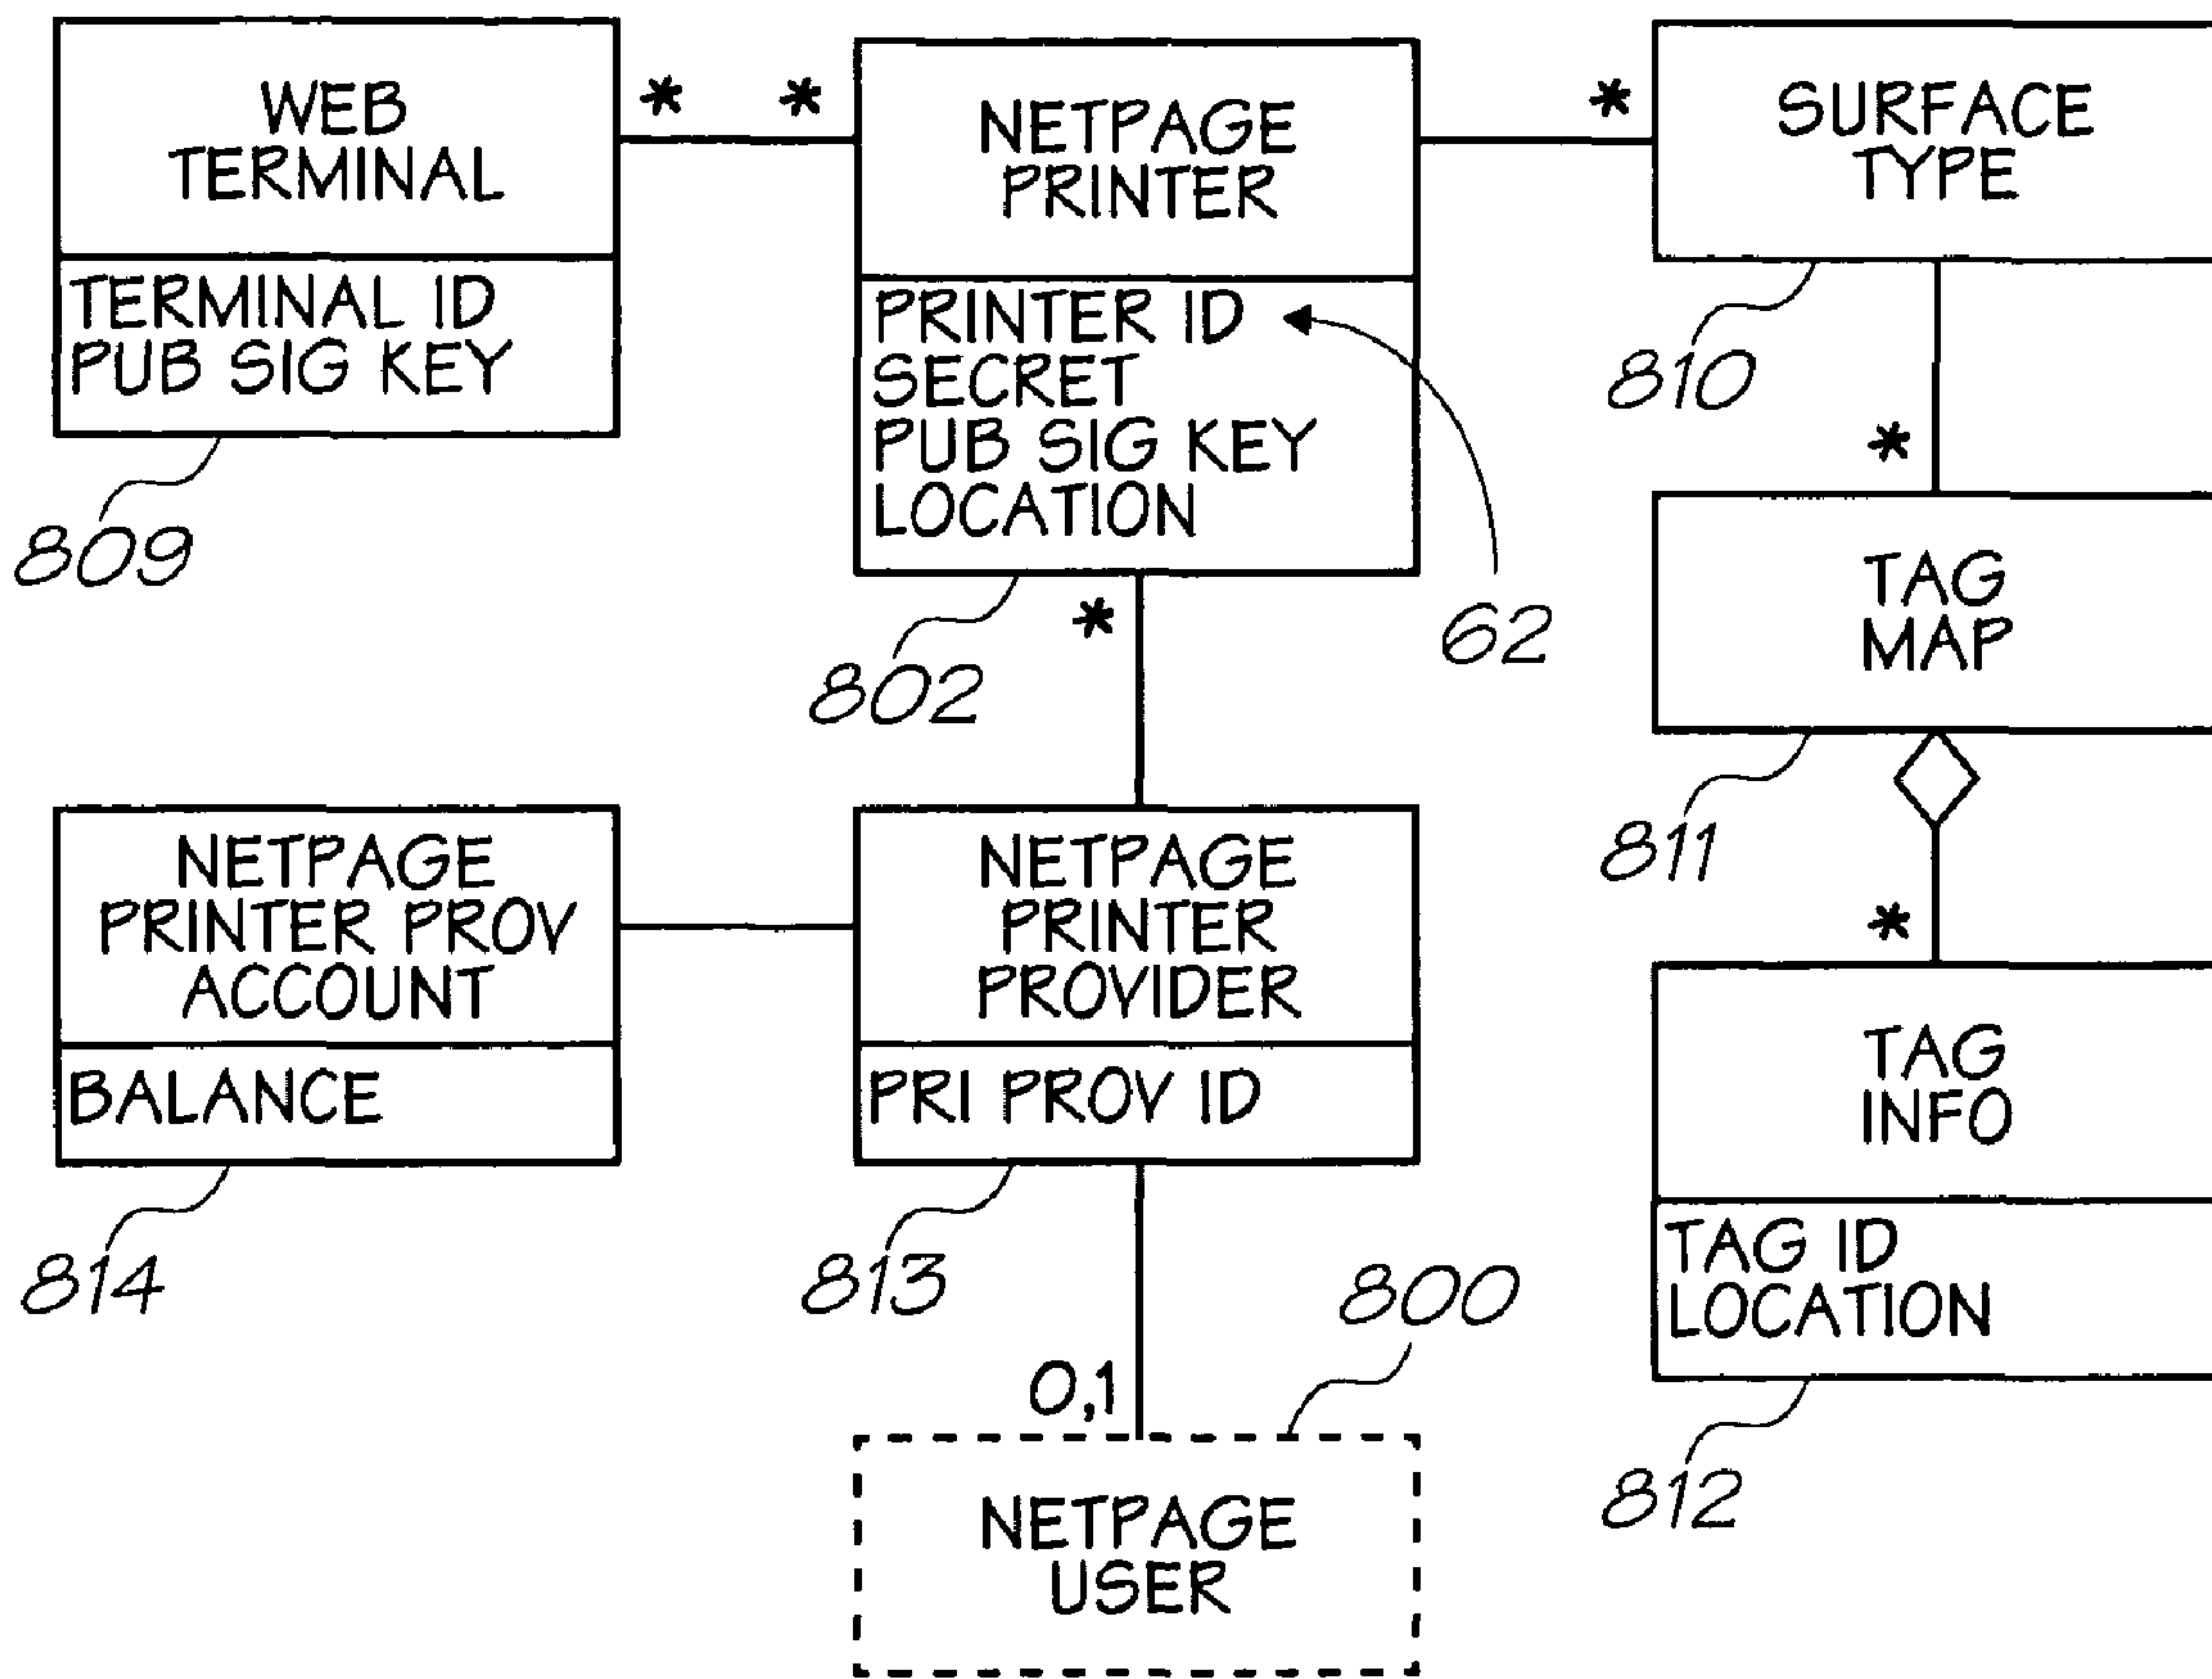 WEB
TERMINAL
TERMINAL ID
PUB SIG KEY
809
*
*
NETPAGE
PRINTER
PRINTER ID
SECRET
PUB SIG KEY
LOCATION
62
802
*
*
SURFACE
TYPE
810
*
TAG
MAP
811
*
TAG
INFO
TAG ID
LOCATION
812
NETPAGE
PRINTER PROV
ACCOUNT
BALANCE
814
NETPAGE
PRINTER
PROVIDER
PRI PROV ID
813
800
0,1
NETPAGE
USER